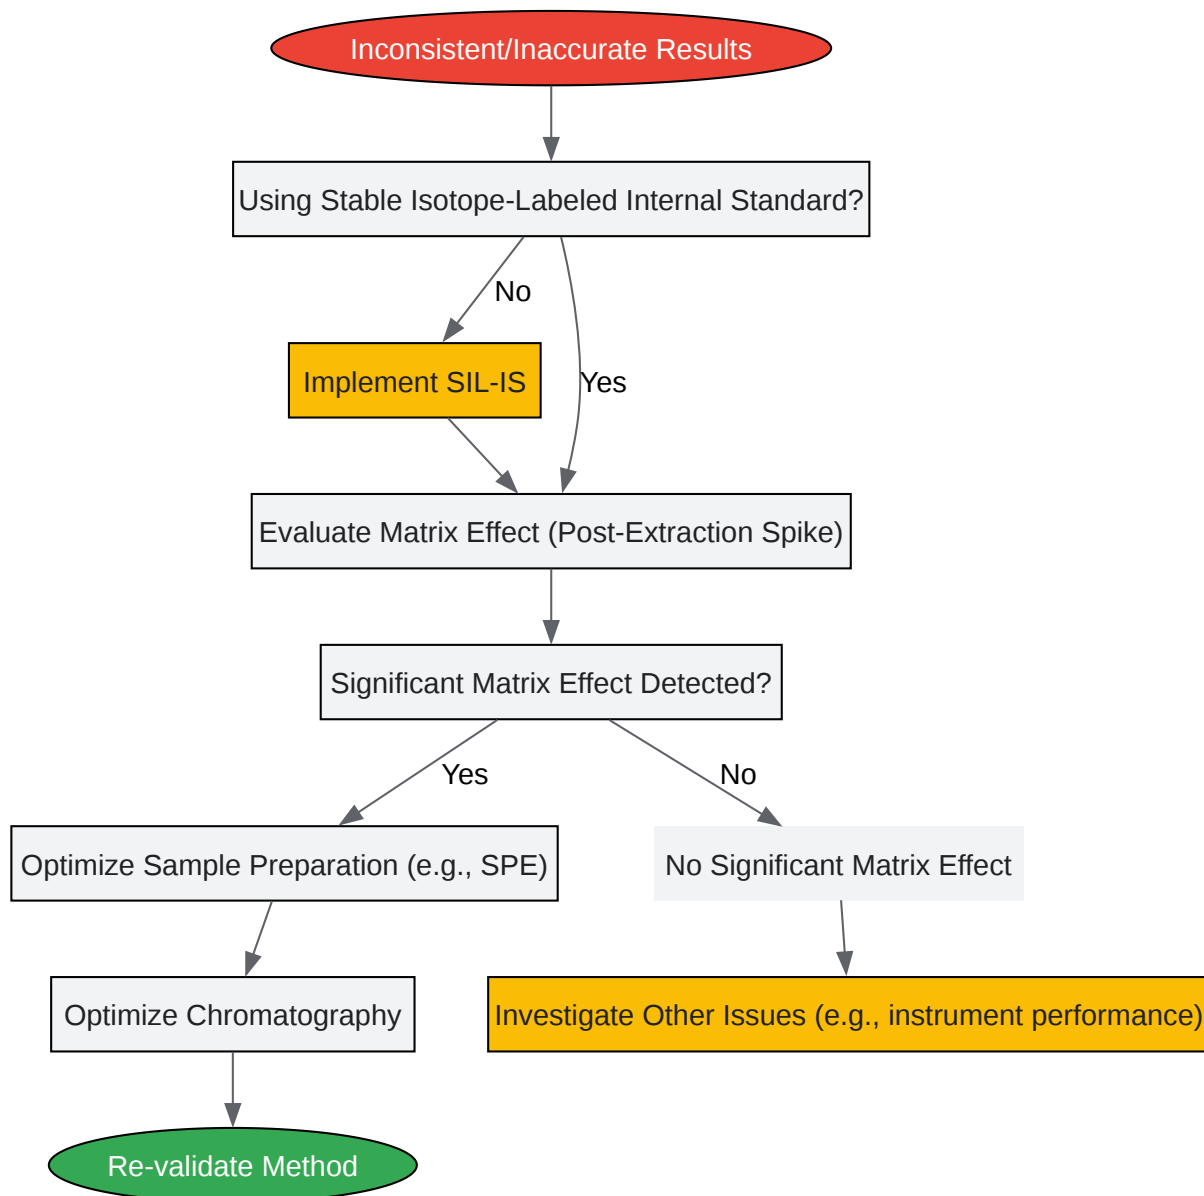 Inconsistent/Inaccurate Results
Using Stable Isotope-Labeled Internal Standard?
No
Implement SIL-IS
Yes
Evaluate Matrix Effect (Post-Extraction Spike)
Significant Matrix Effect Detected?
Yes
No
Optimize Sample Preparation (e.g., SPE)
No Significant Matrix Effect
Optimize Chromatography
Investigate Other Issues (e.g., instrument performance)
Re-validate Method